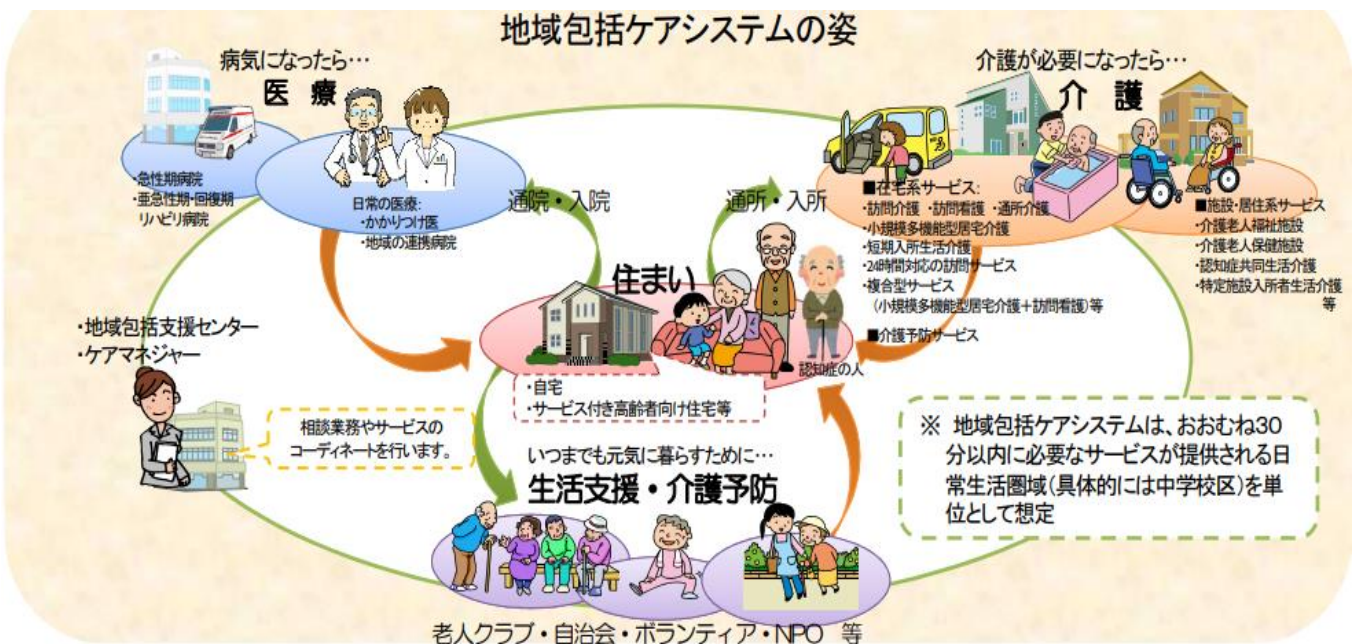 地域包括ケアシステムの姿
病気になったら…
医 療
・急性期病院
・亜急性期・回復期
リハビリ病院
日常の医療:
・かかりつけ医
・地域の連携病院
通院・入院
通所・入所
介護が必要になったら…
介 護
■在宅系サービス:
・訪問介護 ・訪問看護 ・通所介護
・小規模多機能型居宅介護
・短期入所生活介護
・24時間対応の訪問サービス
・複合型サービス
(小規模多機能型居宅介護+訪問看護)等
■介護予防サービス
■施設・居住系サービス
・介護老人福祉施設
・介護老人保健施設
・認知症共同生活介護
・特定施設入所者生活介護
等
住まい
認知症の人
・自宅
・サービス付き高齢者向け住宅等
・地域包括支援センター
・ケアマネジャー
相談業務やサービスの
コーディネートを行います。
いつまでも元気に暮らすために…
生活支援・介護予防
老人クラブ・自治会・ボランティア・NPO 等
※ 地域包括ケアシステムは、おおむね30
分以内に必要なサービスが提供される日
常生活圏域(具体的には中学校区)を単
位として想定